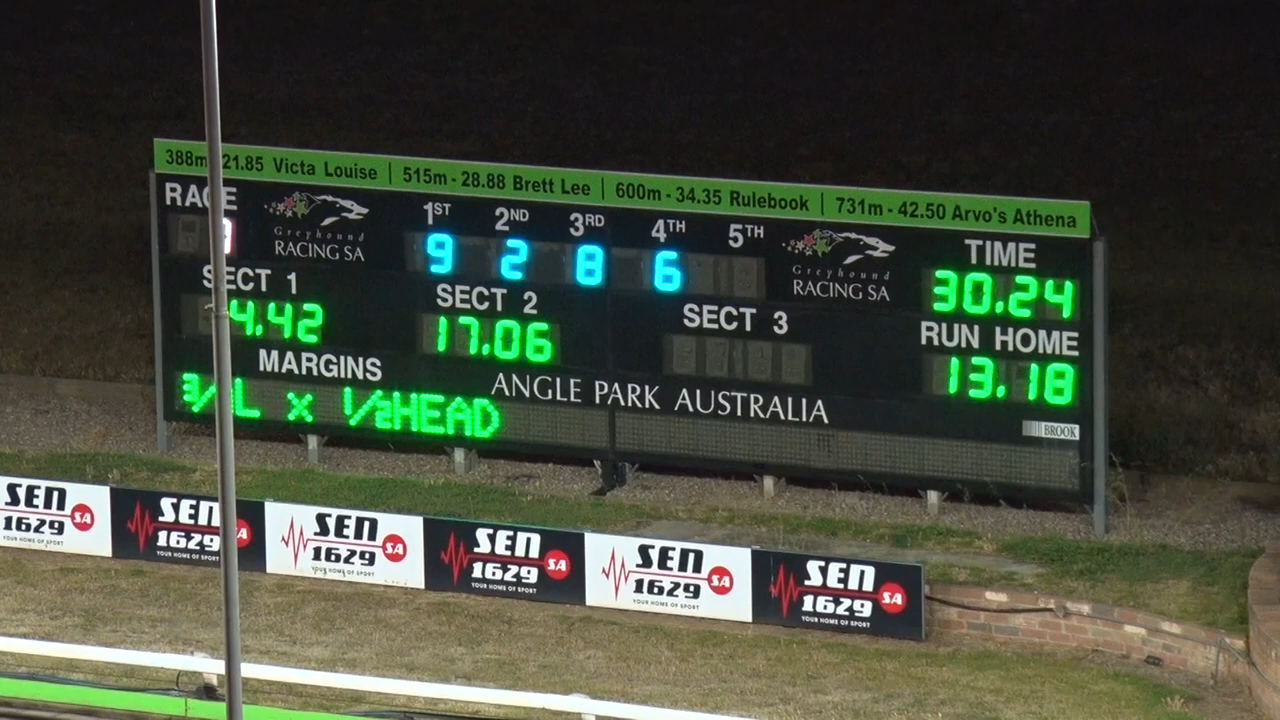 388m 21.85 Victa Louise | 515m - 28.88 Brett Lee | 600m - 34.35 Rulebook | 731m - 42.50 Arvo's Athena
RACE
Greyhound
RACING SA
1ST 2ND 3RD 4TH 5TH
9 2 8 6
Greyhound
RACING SA
TIME
30.24
SECT 1
4.42
SECT 2
17.06
SECT 3
RUN HOME
13.18
MARGINS
L x 1/2HEAD
ANGLE PARK AUSTRALIA
BROOK
SEN
1629 SA
YOUR HOME OF SPORT
SEN
1629
YOUR HOME OF SPORT
SEN
1629 SA
YOUR HOME OF SPORT
SEN
1629 SA
YOUR HOME OF SPORT
SEN
1629 SA
YOUR HOME OF SPORT
SEN
1629 SA
YOUR HOME OF SPORT